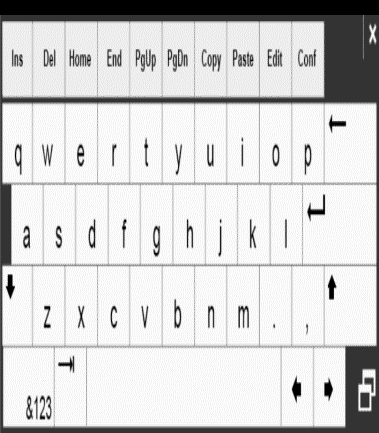 x
Ins Del Home End PgUp PgDn Copy Paste Edit Conf
q w e r t y u i o p ←
a s d f g h j k l ↵
z x c v b n m . ,
&123